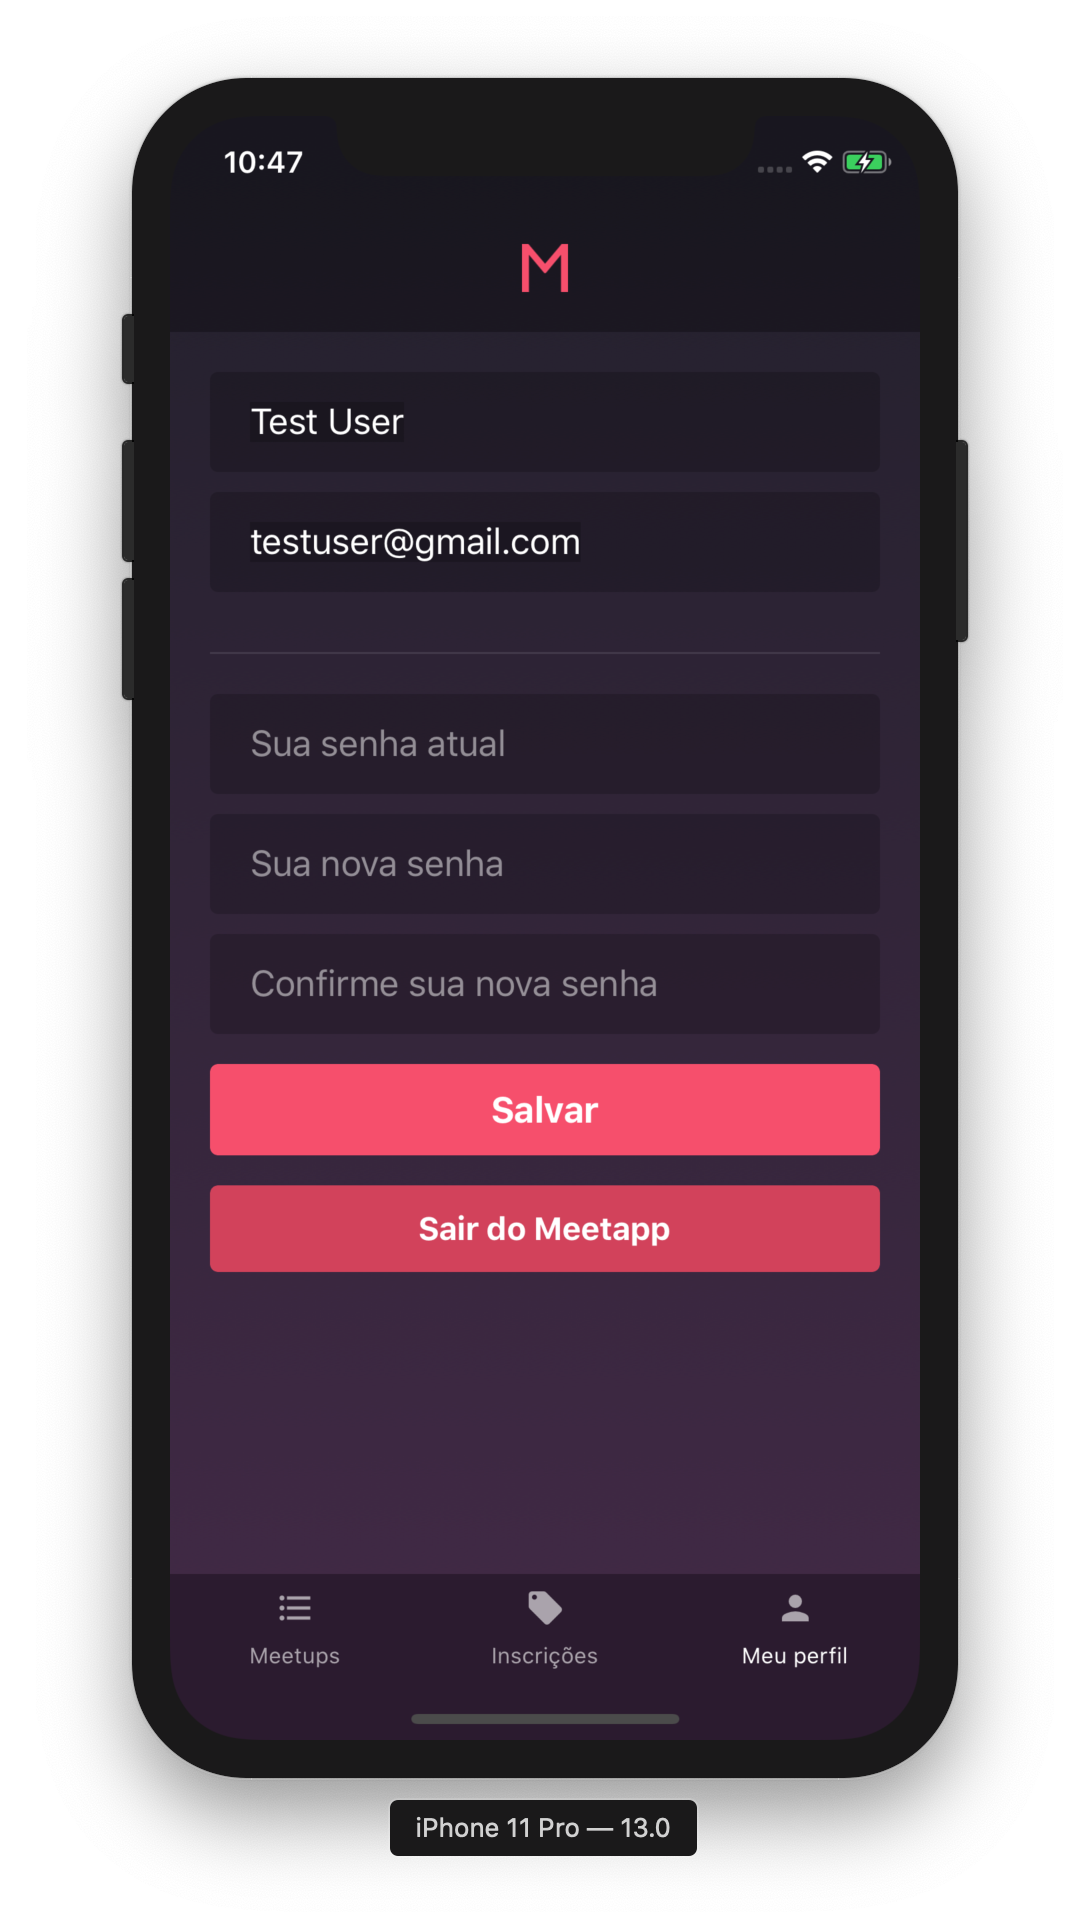 10:47
M
Test User
testuser@gmail.com
Sua senha atual
Sua nova senha
Confirme sua nova senha
Salvar
Sair do Meetapp
Meetups
Inscrições
Meu perfil
iPhone 11 Pro — 13.0